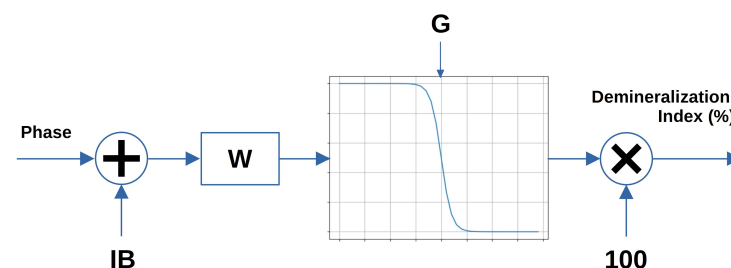 G
Demineralization
Index (%)
Phase
W
IB
100